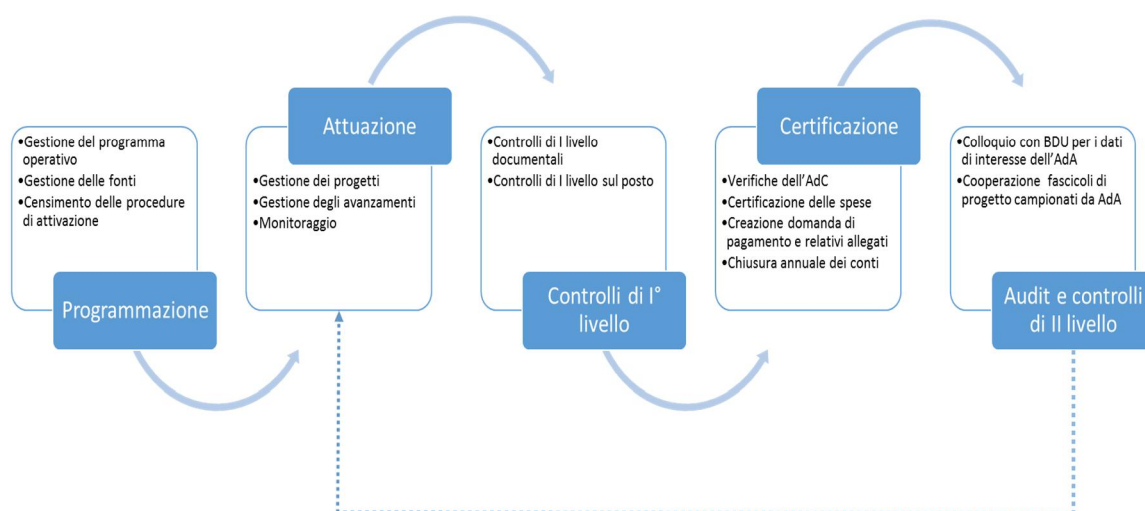 •Gestione del programma
operativo
•Gestione delle fonti
•Censimento delle procedure
di attivazione
Programmazione
Attuazione
•Gestione dei progetti
•Gestione degli avanzamenti
•Monitoraggio
•Controlli di I livello
documentali
•Controlli di I livello sul posto
Controlli di I°
livello
Certificazione
•Verifiche dell'AdC
•Certificazione delle spese
•Creazione domanda di
pagamento e relativi allegati
•Chiusura annuale dei conti
•Colloquio con BDU per i dati
di interesse dell'AdA
•Cooperazione fascicoli di
progetto campionati da AdA
Audit e controlli
di II livello